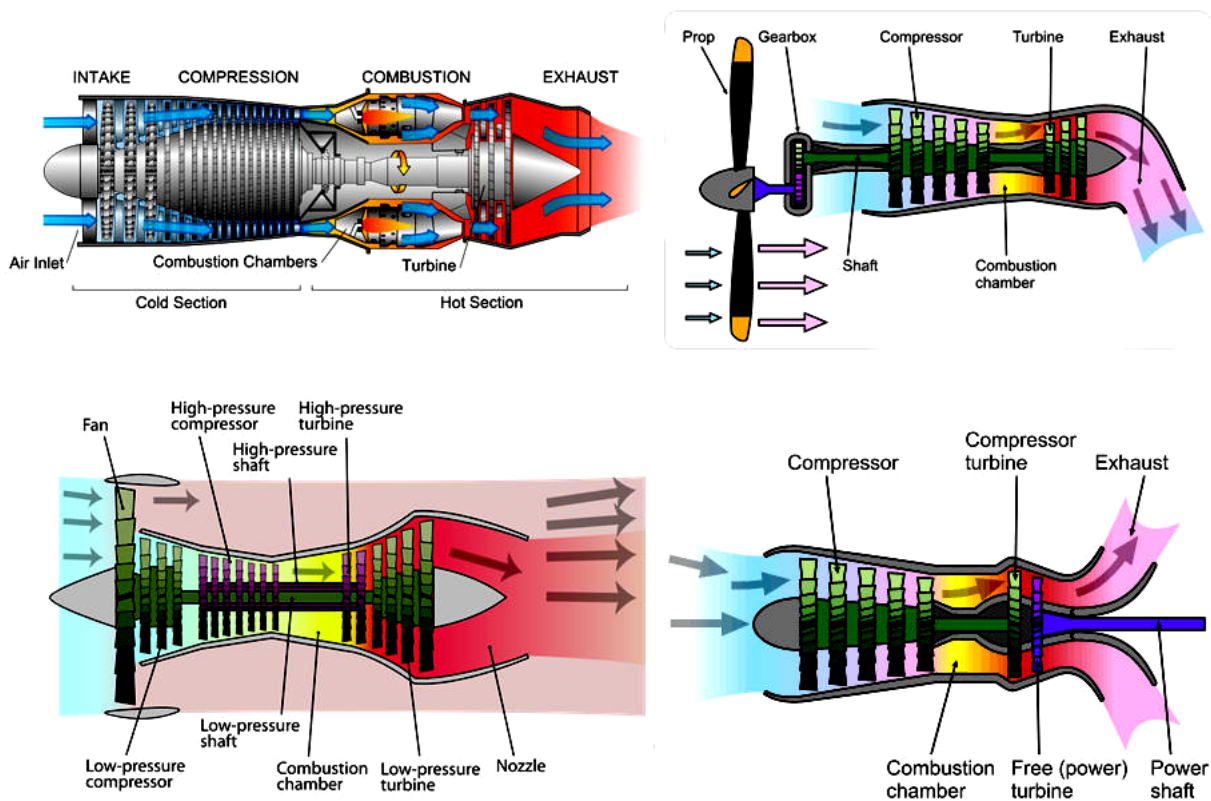 INTAKE
COMPRESSION
COMBUSTION
EXHAUST
Air Inlet
Combustion Chambers
Turbine
Cold Section
Hot Section
Prop
Gearbox
Compressor
Turbine
Exhaust
Shaft
Combustion
chamber
Fan
High-pressure
compressor
High-pressure
shaft
High-pressure
turbine
Low-pressure
compressor
Low-pressure
shaft
Combustion
chamber
Low-pressure
turbine
Nozzle
Compressor
Compressor
turbine
Exhaust
Combustion
chamber
Free (power)
turbine
Power
shaft